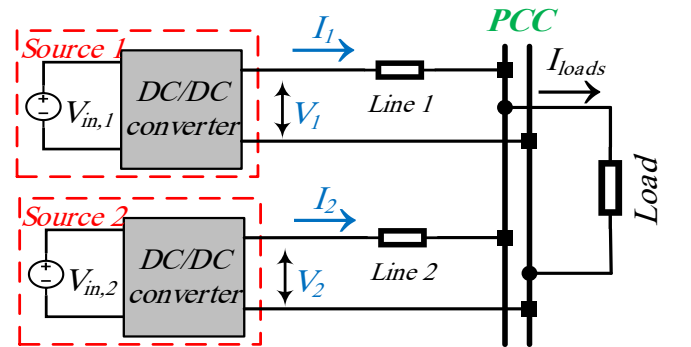 PCC
Source 1
I1
Iloads
Vin,1
DC/DC
converter
V1
Line 1
Load
Source 2
I2
Vin,2
DC/DC
converter
V2
Line 2